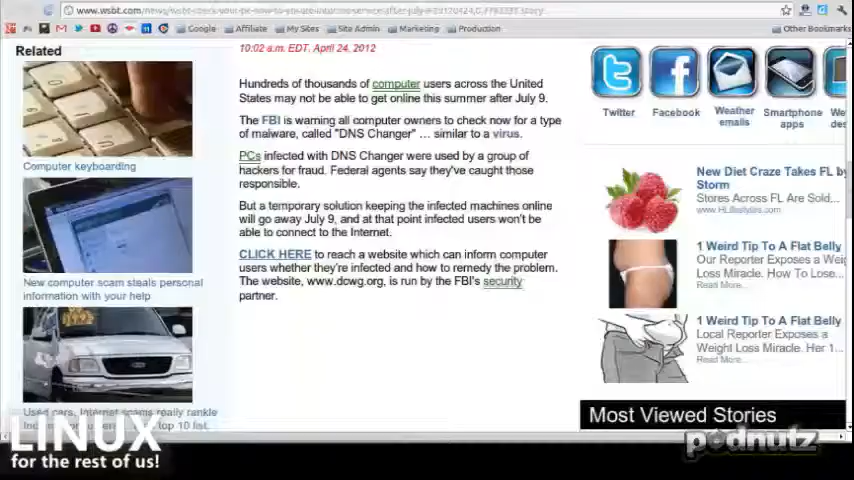 www.wsbt.com/news/
Google
Affiliate
My Sites
Site Admin
Marketing
Production
Other Bookmarks
Related
10:02 a.m. EDT, April 24, 2012
Hundreds of thousands of computer users across the United
States may not be able to get online this summer after July 9.
The FBI is warning all computer owners to check now for a type
of malware, called "DNS Changer" … similar to a virus.
PCs infected with DNS Changer were used by a group of
hackers for fraud. Federal agents say they've caught those
responsible.
But a temporary solution keeping the infected machines online
will go away July 9, and at that point infected users won't be
able to connect to the Internet.
CLICK HERE to reach a website which can inform computer
users whether they're infected and how to remedy the problem.
The website, www.dcwg.org, is run by the FBI's security
partner.
Computer keyboarding
New computer scam steals personal
information with your help
Used cars, Internet scams really rankle
top 10 list.
Twitter
Facebook
Weather
emails
Smartphone
apps
New Diet Craze Takes FL by
Storm
Stores Across FL Are Sold...
1 Weird Tip To A Flat Belly
Our Reporter Exposes a
Weight Loss Miracle. How To Lose...
Read More...
1 Weird Tip To A Flat Belly
Local Reporter Exposes a
Weight Loss Miracle. Her 1...
Read More...
Most Viewed Stories
Ford
LINUX
for the rest of us!
podnutz